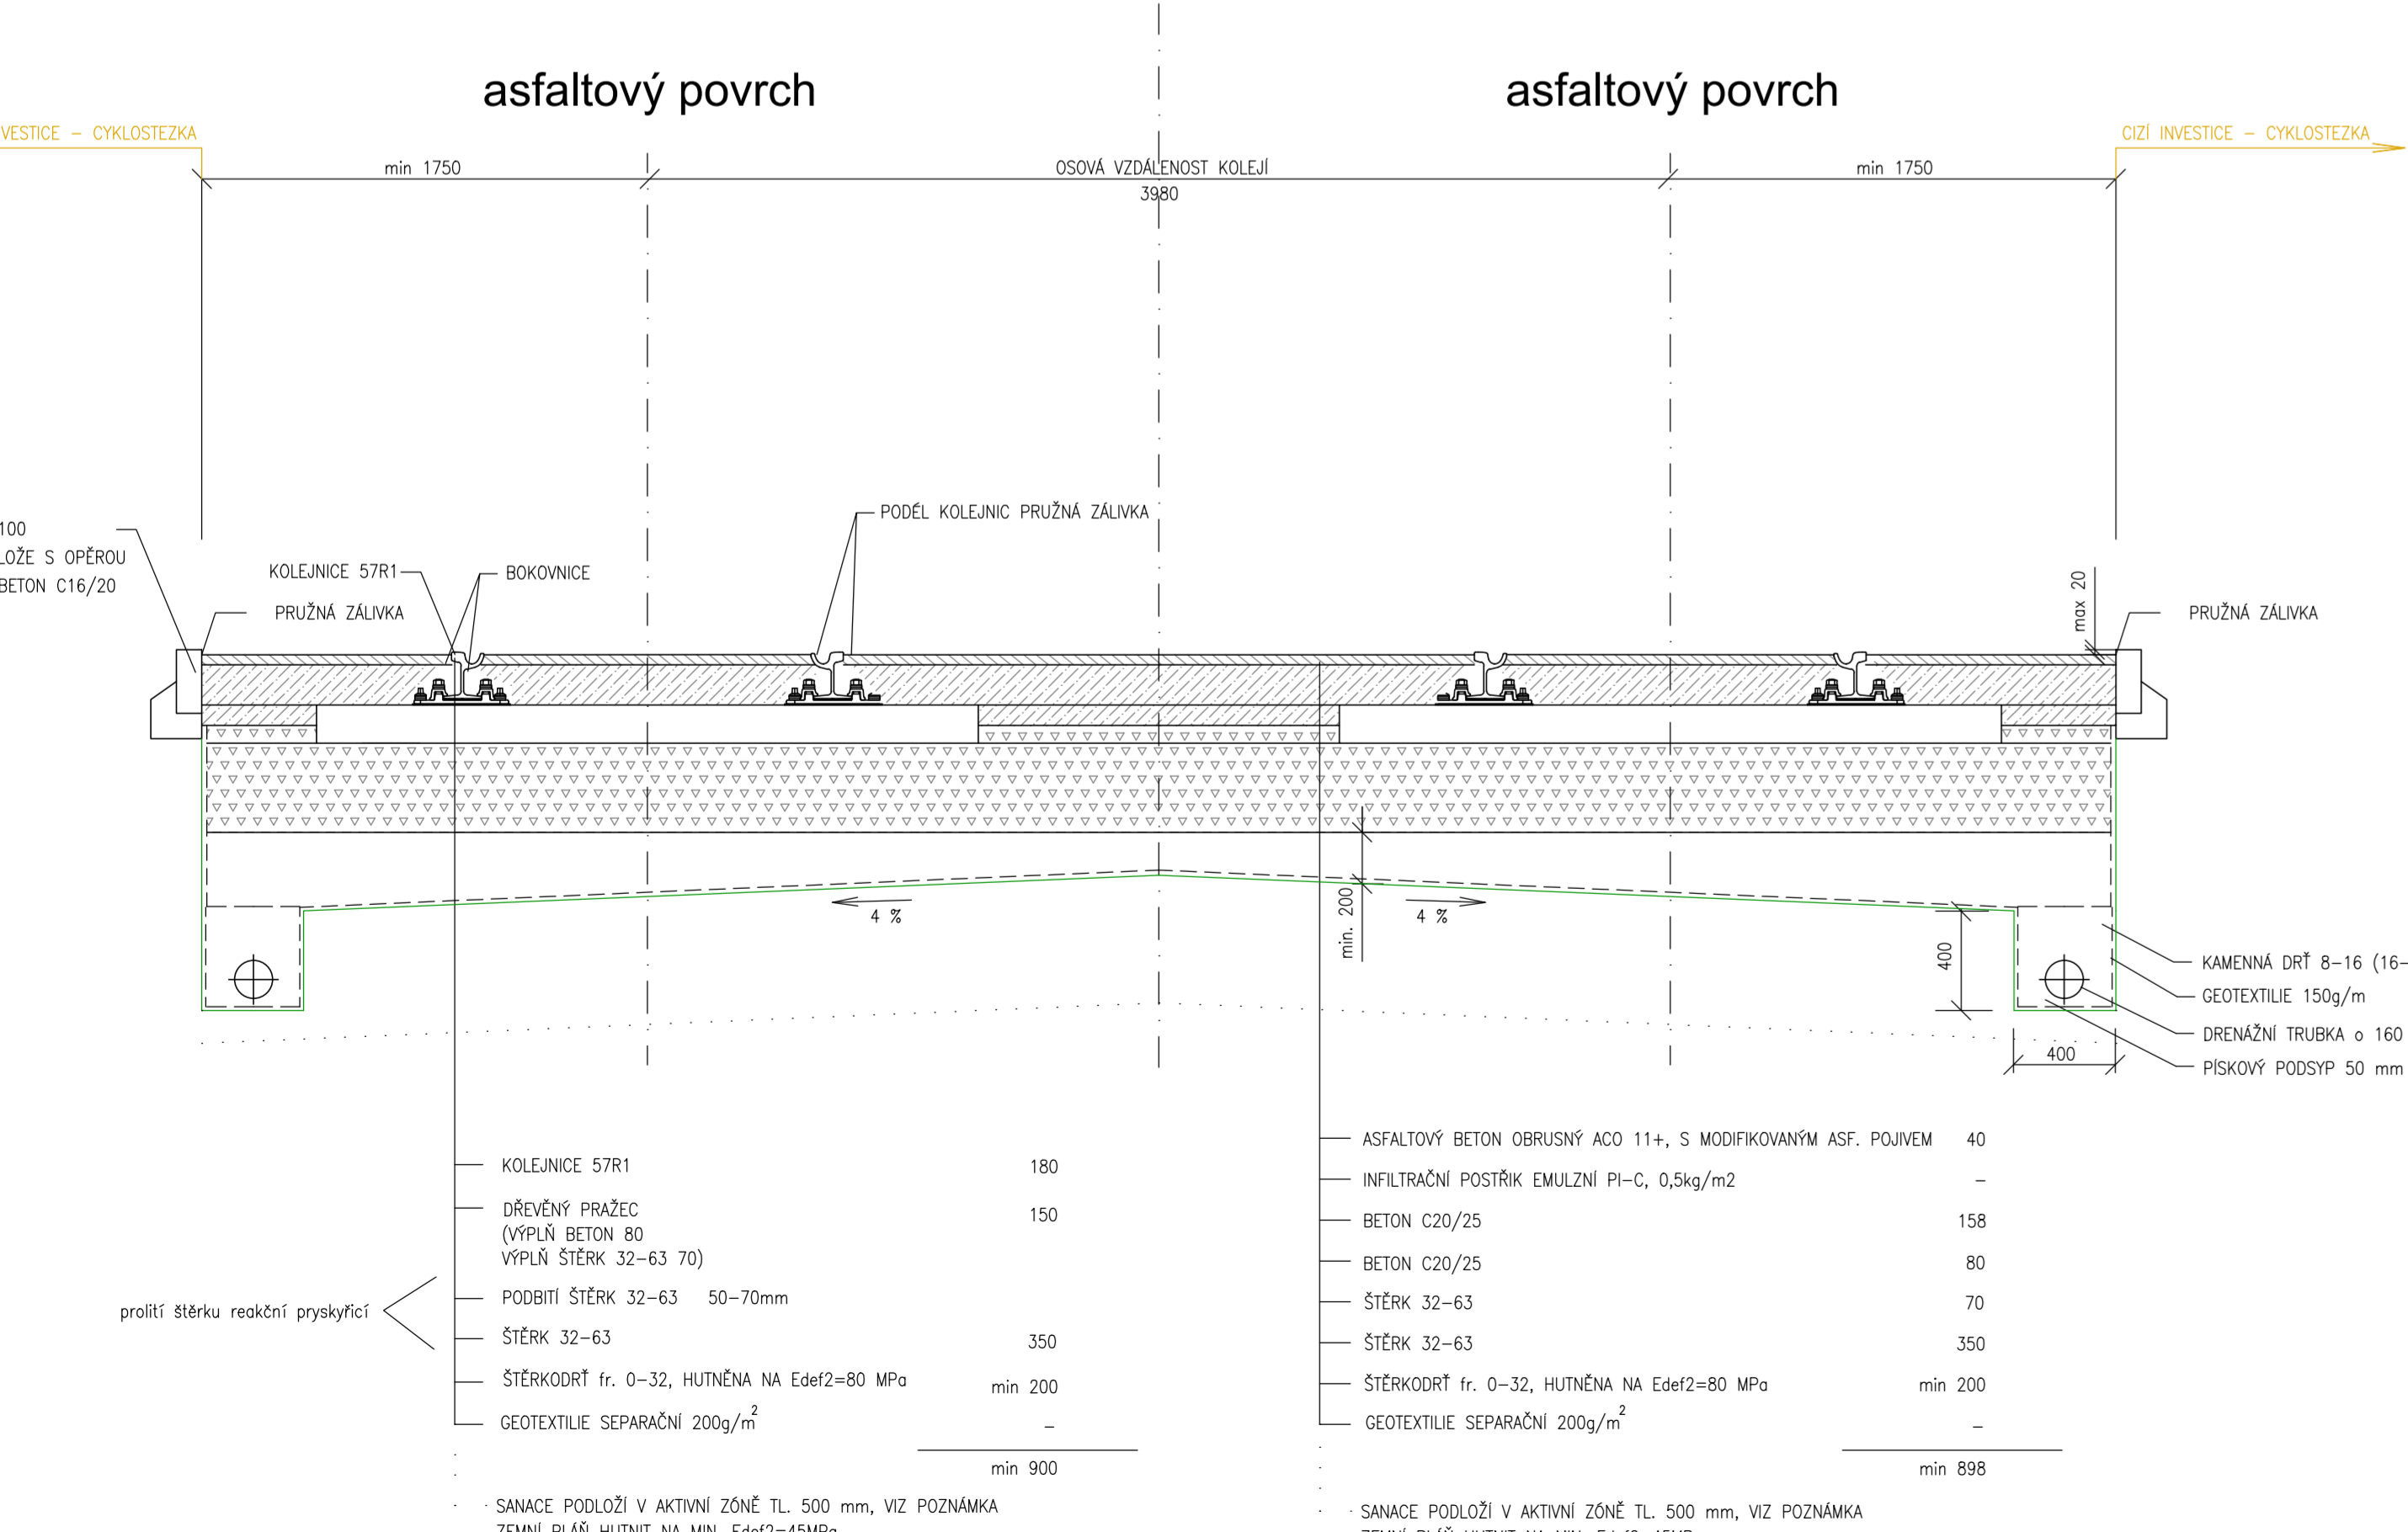 asfaltový povrch
asfaltový povrch
VESTICE – CYKLOSTEZKA
CIZÍ INVESTICE – CYKLOSTEZKA
min 1750
OSOVÁ VZDÁLENOST KOLEJÍ
min 1750
3980
PODÉL KOLEJNIC PRUŽNÁ ZÁLIVKA
100
LOŽE S OPĚROU
BETON C16/20
KOLEJNICE 57R1
BOKOVNICE
PRUŽNÁ ZÁLIVKA
max 20
PRUŽNÁ ZÁLIVKA
4 %
min. 200
4 %
400
400
KAMENNÁ DRŤ 8–16 (16–
GEOTEXTILIE 150g/m
DRENÁŽNÍ TRUBKA o 160
PÍSKOVÝ PODSYP 50 mm
KOLEJNICE 57R1 180
DŘEVĚNÝ PRAŽEC 150
(VÝPLŇ BETON 80
VÝPLŇ ŠTĚRK 32–63 70)
PODBITÍ ŠTĚRK 32–63 50–70mm
prolití štěrku reakční pryskyřicí
ŠTĚRK 32–63 350
ŠTĚRKODRŤ fr. 0–32, HUTNĚNA NA Edef2=80 MPa min 200
GEOTEXTILIE SEPARAČNÍ 200g/m² –
min 900
SANACE PODLOŽÍ V AKTIVNÍ ZÓNĚ TL. 500 mm, VIZ POZNÁMKA
ZEMNÍ PLÁŇ HUTNIT NA MIN. Edef2=45MPa
ASFALTOVÝ BETON OBRUSNÝ ACO 11+, S MODIFIKOVANÝM ASF. POJIVEM 40
INFILTRAČNÍ POSTŘIK EMULZNÍ PI–C, 0,5kg/m2 –
BETON C20/25 158
BETON C20/25 80
ŠTĚRK 32–63 70
ŠTĚRK 32–63 350
ŠTĚRKODRŤ fr. 0–32, HUTNĚNA NA Edef2=80 MPa min 200
GEOTEXTILIE SEPARAČNÍ 200g/m² –
min 898
SANACE PODLOŽÍ V AKTIVNÍ ZÓNĚ TL. 500 mm, VIZ POZNÁMKA